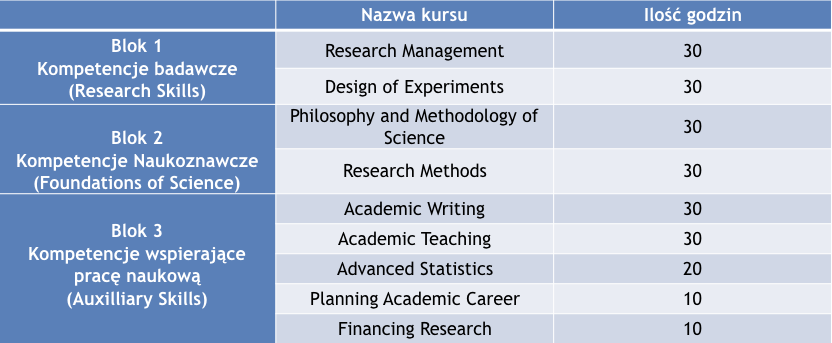 Nazwa kursu Ilość godzin
Blok 1
Kompetencje badawcze
(Research Skills)
Research Management 30
Design of Experiments 30
Blok 2
Kompetencje Naukoznawcze
(Foundations of Science)
Philosophy and Methodology of
Science 30
Research Methods 30
Blok 3
Kompetencje wspierające
pracę naukową
(Auxilliary Skills)
Academic Writing 30
Academic Teaching 30
Advanced Statistics 20
Planning Academic Career 10
Financing Research 10